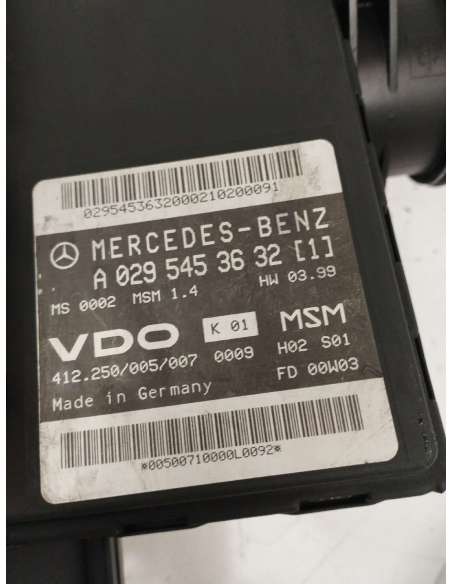 0295453632000210200091
MERCEDES-BENZ
A 029 545 36 32 [1]
MS 0002 MSM 1.4 HW 03.99
VDO K 01 MSM
412.250/005/007 0009 H02 S01
Made in Germany FD 00W03
*00500710000L0092*